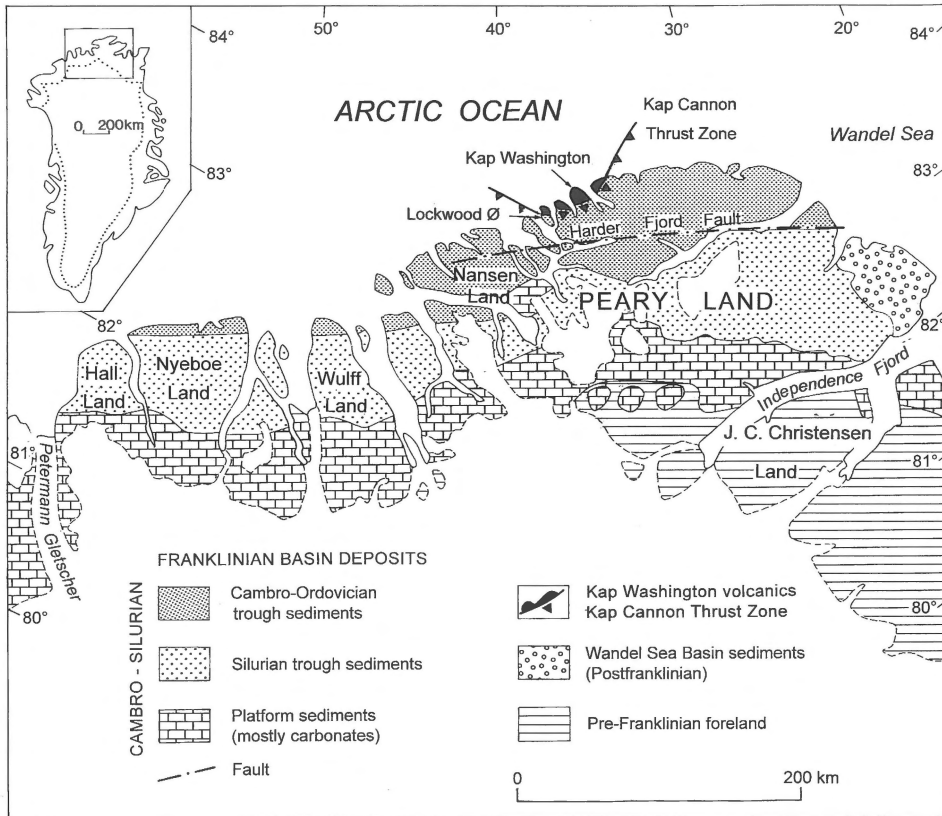 50°
40°
30°
20°
84°
84°
0 200km
ARCTIC OCEAN
Kap Cannon
Thrust Zone
Wandel Sea
Kap Washington
83°
83°
Lockwood Ø
Harder Fjord Fault
Nansen
Land
PEARY LAND
82°
82°
Hall
Land
Nyeboe
Land
Wulff
Land
Independence Fjord
J. C. Christensen
Land
81°
81°
Petermann Gletscher
80°
80°
FRANKLINIAN BASIN DEPOSITS
CAMBRO - SILURIAN
Cambro-Ordovician
trough sediments
Silurian trough sediments
Platform sediments
(mostly carbonates)
Fault
Kap Washington volcanics
Kap Cannon Thrust Zone
Wandel Sea Basin sediments
(Postfranklinian)
Pre-Franklinian foreland
0 200 km